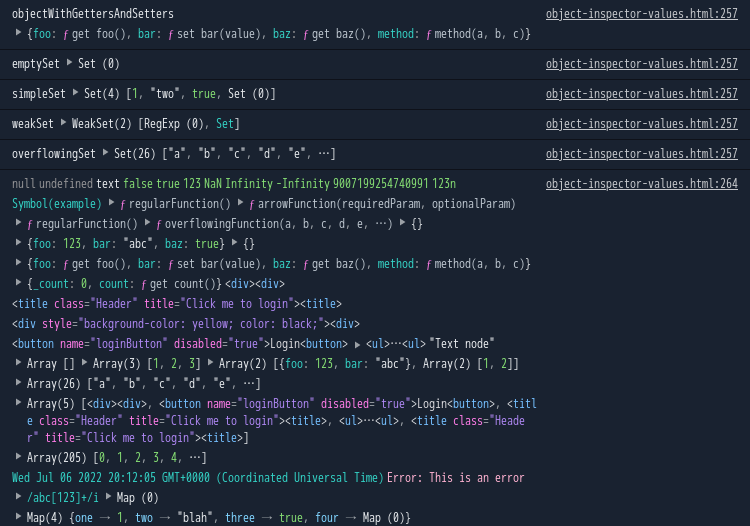 objectWithGettersAndSetters object-inspector-values.html:257
▶ {foo: ƒ get foo(), bar: ƒ set bar(value), baz: ƒ get baz(), method: ƒ method(a, b, c)}
emptySet ▶ Set (0) object-inspector-values.html:257
simpleSet ▶ Set(4) [1, "two", true, Set (0)] object-inspector-values.html:257
weakSet ▶ WeakSet(2) [RegExp (0), Set] object-inspector-values.html:257
overflowingSet ▶ Set(26) ["a", "b", "c", "d", "e", …] object-inspector-values.html:257
null undefined text false true 123 NaN Infinity -Infinity 9007199254740991 123n object-inspector-values.html:264
Symbol(example) ▶ ƒ regularFunction() ▶ ƒ arrowFunction(requiredParam, optionalParam)
▶ ƒ regularFunction() ▶ ƒ overflowingFunction(a, b, c, d, e, …) ▶ {}
▶ {foo: 123, bar: "abc", baz: true} ▶ {}
▶ {foo: ƒ get foo(), bar: ƒ set bar(value), baz: ƒ get baz(), method: ƒ method(a, b, c)}
▶ {_count: 0, count: ƒ get count()} <div><div>
<title class="Header" title="Click me to login"><title>
<div style="background-color: yellow; color: black;"><div>
<button name="loginButton" disabled="true">Login<button> ▶ <ul>…<ul> "Text node"
▶ Array [] ▶ Array(3) [1, 2, 3] ▶ Array(2) [{foo: 123, bar: "abc"}, Array(2) [1, 2]]
▶ Array(26) ["a", "b", "c", "d", "e", …]
▶ Array(5) [<div><div>, <button name="loginButton" disabled="true">Login<button>, <titl
e class="Header" title="Click me to login"><title>, <ul>…<ul>, <title class="Heade
r" title="Click me to login"><title>]
▶ Array(205) [0, 1, 2, 3, 4, …]
Wed Jul 06 2022 20:12:05 GMT+0000 (Coordinated Universal Time) Error: This is an error
▶ /abc[123]+/i ▶ Map (0)
▶ Map(4) {one → 1, two → "blah", three → true, four → Map (0)}